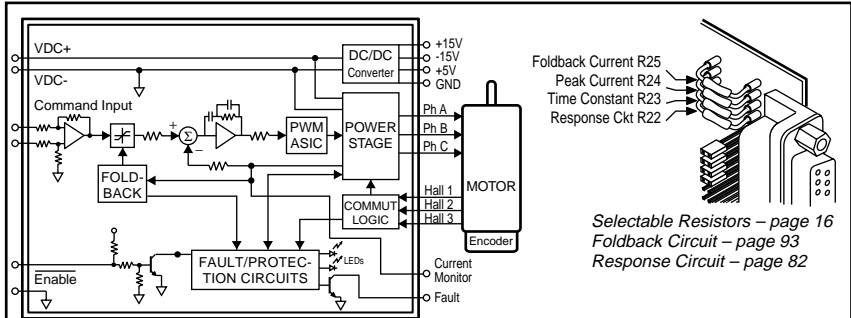 VDC+
VDC-
Command Input
Σ
+
−
FOLD-
BACK
Enable
PWM
ASIC
DC/DC
Converter
+15V
-15V
+5V
GND
POWER
STAGE
Ph A
Ph B
Ph C
COMMUT
LOGIC
Hall 1
Hall 2
Hall 3
MOTOR
Encoder
FAULT/PROTEC-
TION CIRCUITS
LEDs
Current
Monitor
Fault
Foldback Current R25
Peak Current R24
Time Constant R23
Response Ckt R22
Selectable Resistors – page 16
Foldback Circuit – page 93
Response Circuit – page 82